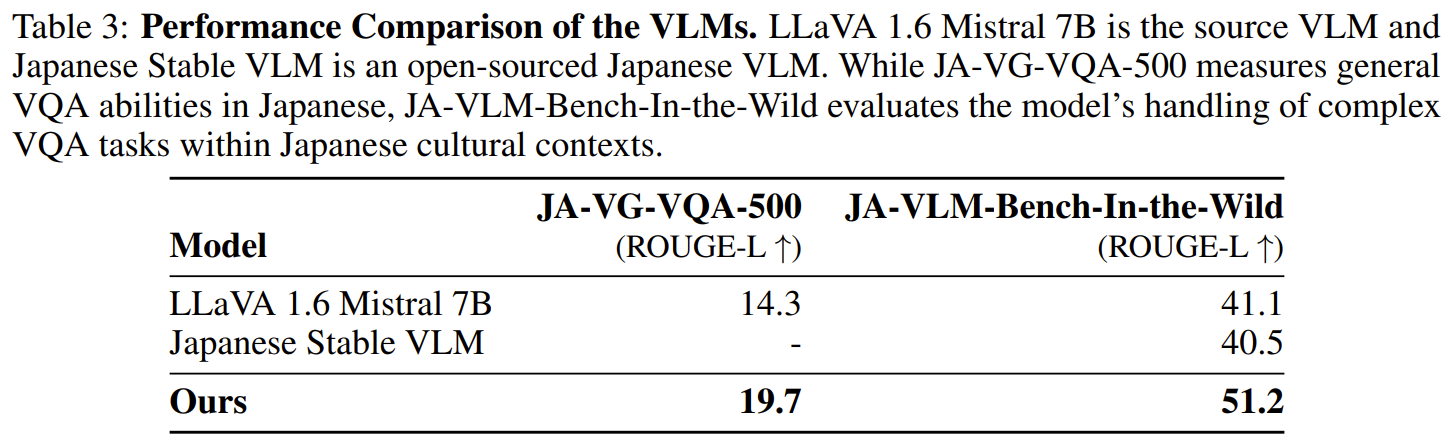 Table 3: Performance Comparison of the VLMs. LLaVA 1.6 Mistral 7B is the source VLM and
Japanese Stable VLM is an open-sourced Japanese VLM. While JA-VG-VQA-500 measures general
VQA abilities in Japanese, JA-VLM-Bench-In-the-Wild evaluates the model's handling of complex
VQA tasks within Japanese cultural contexts.
JA-VG-VQA-500 JA-VLM-Bench-In-the-Wild
Model (ROUGE-L ↑) (ROUGE-L ↑)
LLaVA 1.6 Mistral 7B 14.3 41.1
Japanese Stable VLM - 40.5
Ours 19.7 51.2